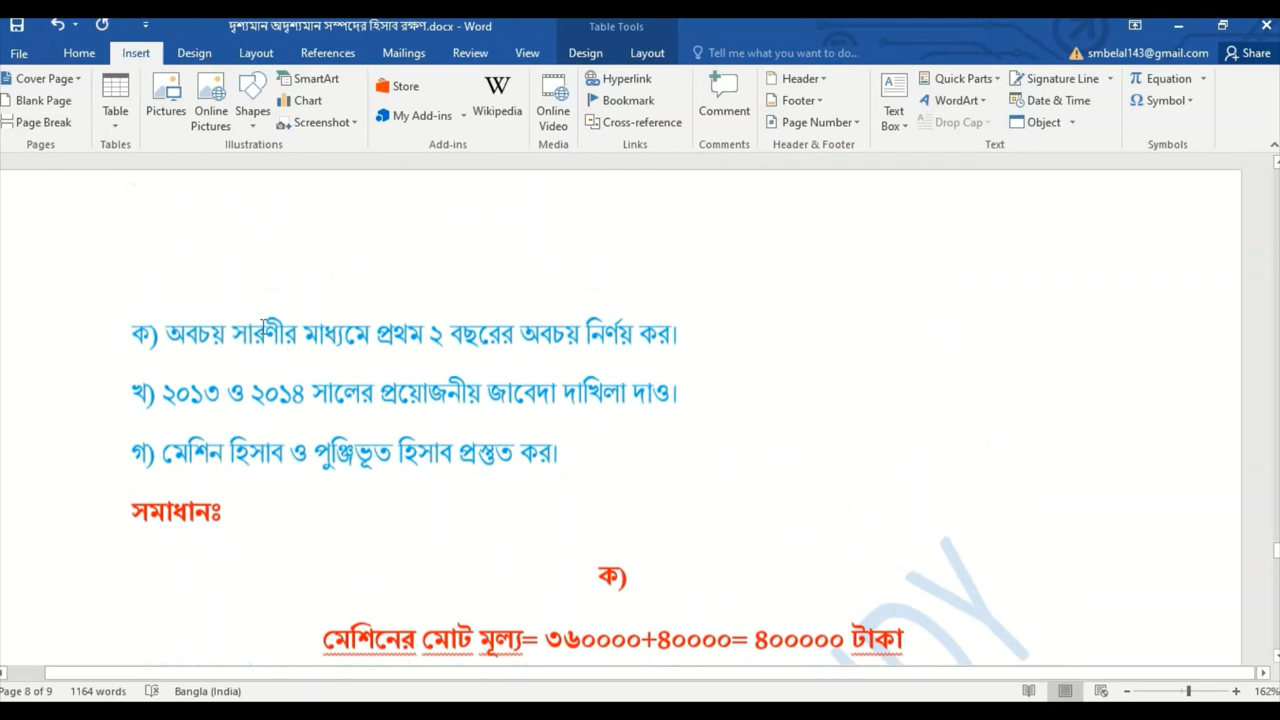 দৃশ্যমান অদৃশ্যমান সম্পদের হিসাব রক্ষণ.docx - Word
Table Tools
File Home Insert Design Layout References Mailings Review View Design Layout Tell me what you want to do... smbelal143@gmail.com Share
Cover Page
Blank Page
Page Break
Pages
Table
Tables
Pictures
Online Pictures
Shapes
SmartArt
Chart
Screenshot
Illustrations
Store
My Add-ins
Wikipedia
Add-ins
Online Video
Media
Hyperlink
Bookmark
Cross-reference
Links
Comment
Comments
Header
Footer
Page Number
Header & Footer
Text Box
Quick Parts
WordArt
Drop Cap
Signature Line
Date & Time
Object
Text
Equation
Symbol
Symbols
ক) অবচয় সারণীর মাধ্যমে প্রথম ২ বছরের অবচয় নির্ণয় কর।
খ) ২০১৩ ও ২০১৪ সালের প্রয়োজনীয় জাবেদা দাখিলা দাও।
গ) মেশিন হিসাব ও পুঞ্জিভূত হিসাব প্রস্তুত কর।
সমাধানঃ
ক)
মেশিনের মোট মূল্য= ৩৬০০০০+৪০০০০= ৪০০০০০ টাকা
DY
Page 8 of 9 1164 words Bangla (India) 162%